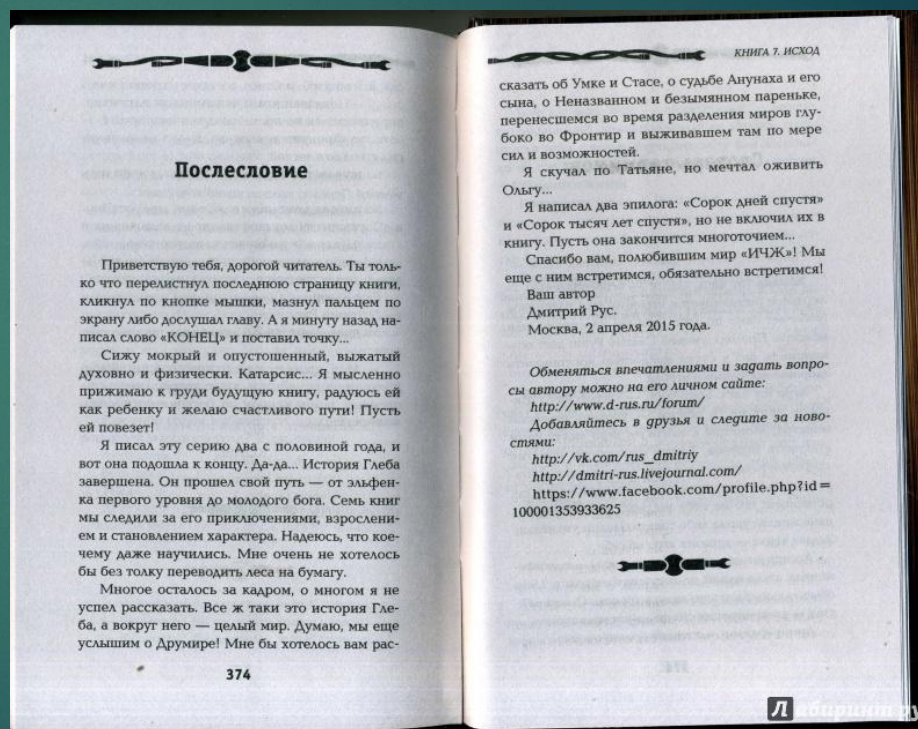 Послесловие
Приветствую тебя, дорогой читатель. Ты толь-
ко что перелистнул последнюю страницу книги,
кликнул по кнопке мышки, мазнул пальцем по
экрану либо дослушал главу. А я минуту назад на-
писал слово «КОНЕЦ» и поставил точку...
Сижу мокрый и опустошенный, выжатый
духовно и физически. Катарсис... Я мысленно
прижимаю к груди будущую книгу, радуюсь ей
как ребенку и желаю счастливого пути! Пусть
ей повезет!
Я писал эту серию два с половиной года, и
вот она подошла к концу. Да-да... История Глеба
завершена. Он прошел свой путь — от эльфен-
ка первого уровня до молодого бога. Семь книг
мы следили за его приключениями, взрослени-
ем и становлением характера. Надеюсь, что кое-
чему даже научились. Мне очень не хотелось
бы без толку переводить леса на бумагу.
Многое осталось за кадром, о многом я не
успел рассказать. Все ж таки это история Гле-
ба, а вокруг него — целый мир. Думаю, мы еще
услышим о Друмире! Мне бы хотелось вам рас-
374
КНИГА 7. ИСХОД
сказать об Умке и Стасе, о судьбе Анунаха и его
сына, о Неназванном и безымянном пареньке,
перенесшемся во время разделения миров глу-
боко во Фронтир и выживавшем там по мере
сил и возможностей.
Я скучал по Татьяне, но мечтал оживить
Ольгу...
Я написал два эпилога: «Сорок дней спустя»
и «Сорок тысяч лет спустя», но не включил их в
книгу. Пусть она закончится многоточием...
Спасибо вам, полюбившим мир «ИЧЖ»! Мы
еще с ним встретимся, обязательно встретимся!
Ваш автор
Дмитрий Рус.
Москва, 2 апреля 2015 года.
Обменяться впечатлениями и задать вопро-
сы автору можно на его личном сайте:
http://www.d-rus.ru/forum/
Добавляйтесь в друзья и следите за ново-
стями:
http://vk.com/rus_dmitriy
http://dmitri-rus.livejournal.com/
https://www.facebook.com/profile.php?id=
100001353933625
Лабиринт.ру